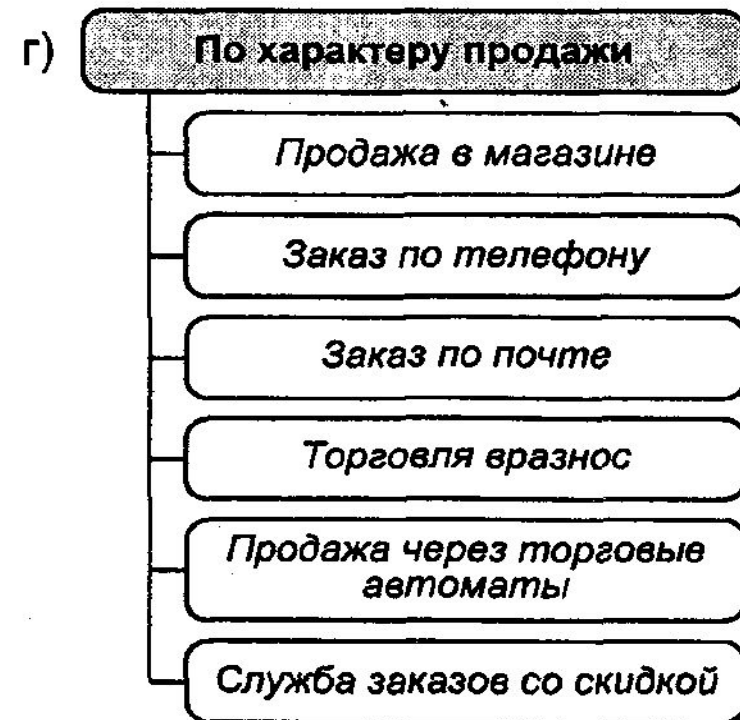 г) По характеру продажи
Продажа в магазине
Заказ по телефону
Заказ по почте
Торговля вразнос
Продажа через торговые
автоматы
Служба заказов со скидкой